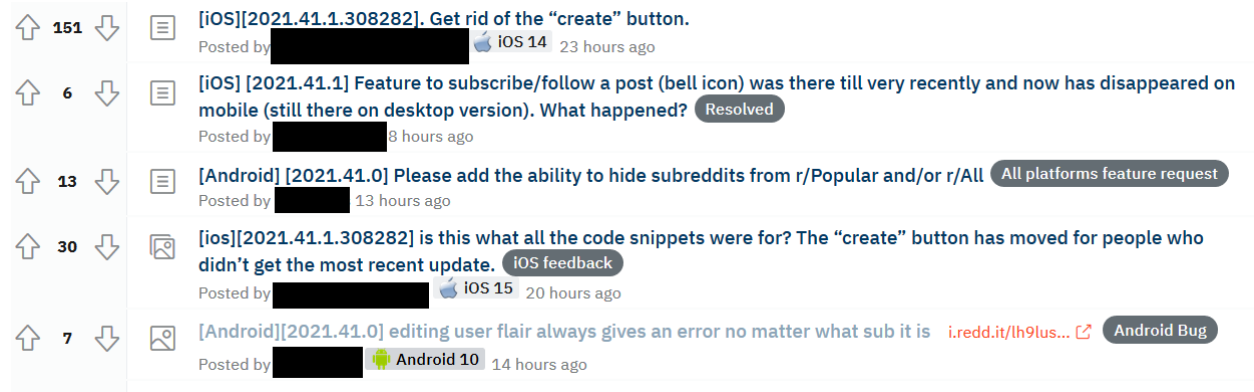 151 [iOS][2021.41.1.308282]. Get rid of the “create” button.
Posted by iOS 14 23 hours ago
[iOS] [2021.41.1] Feature to subscribe/follow a post (bell icon) was there till very recently and now has disappeared on
6 mobile (still there on desktop version). What happened? Resolved
Posted by 8 hours ago
13 [Android] [2021.41.0] Please add the ability to hide subreddits from r/Popular and/or r/All All platforms feature request
Posted by 13 hours ago
30 [ios][2021.41.1.308282] is this what all the code snippets were for? The “create” button has moved for people who
didn’t get the most recent update. iOS feedback
Posted by iOS 15 20 hours ago
7 [Android][2021.41.0] editing user flair always gives an error no matter what sub it is i.redd.it/lh9lus... Android Bug
Posted by Android 10 14 hours ago